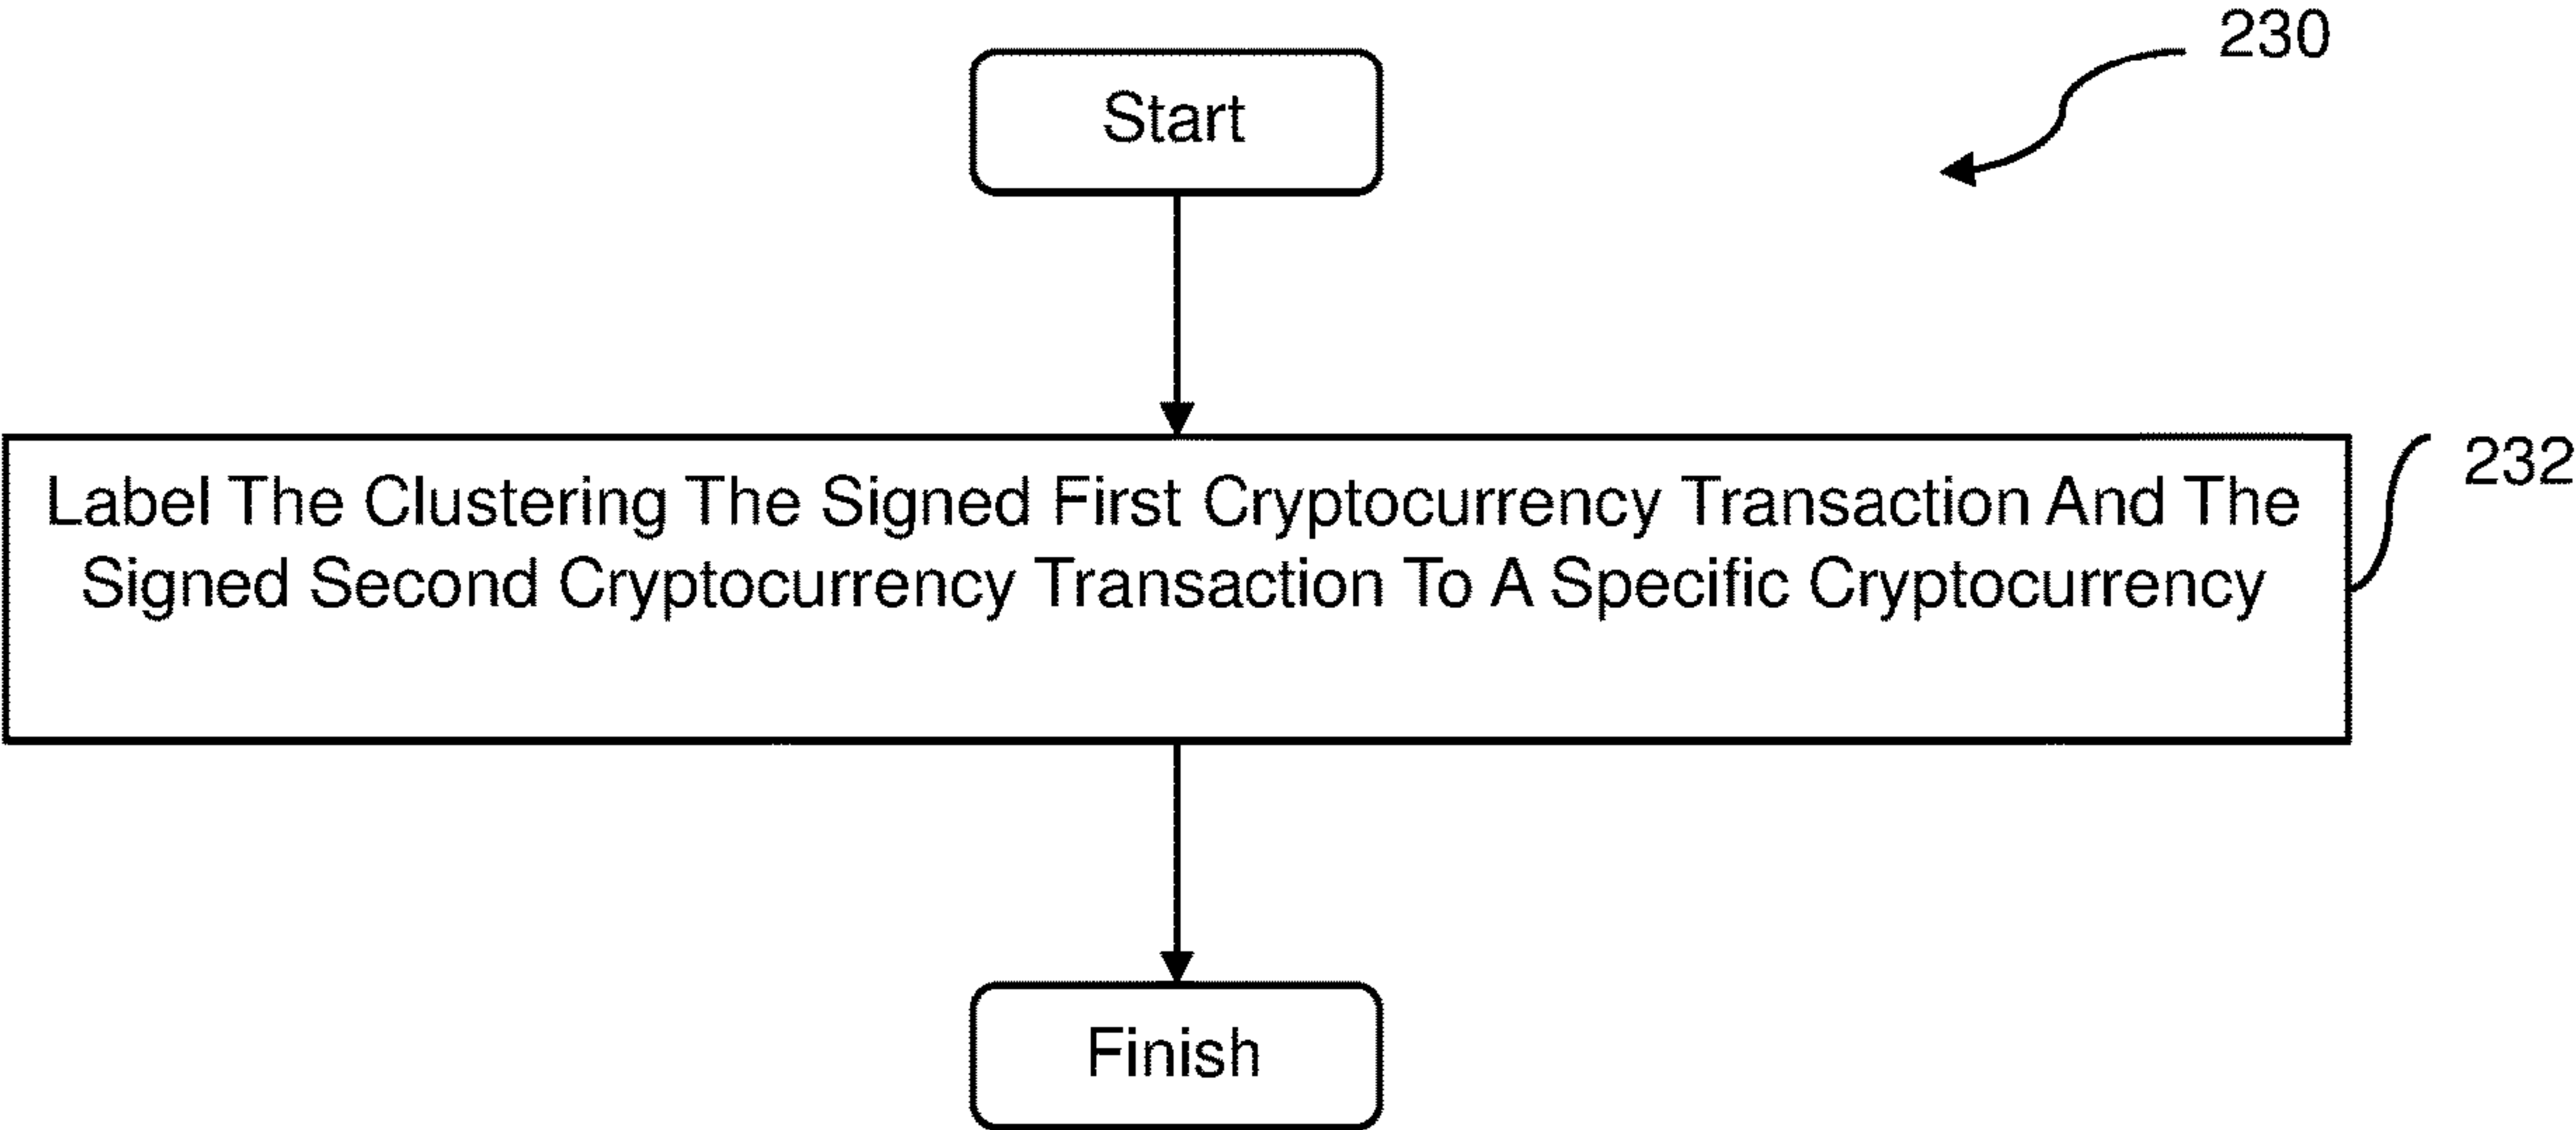 230
Start
Label The Clustering The Signed First Cryptocurrency Transaction And The
Signed Second Cryptocurrency Transaction To A Specific Cryptocurrency
232
Finish